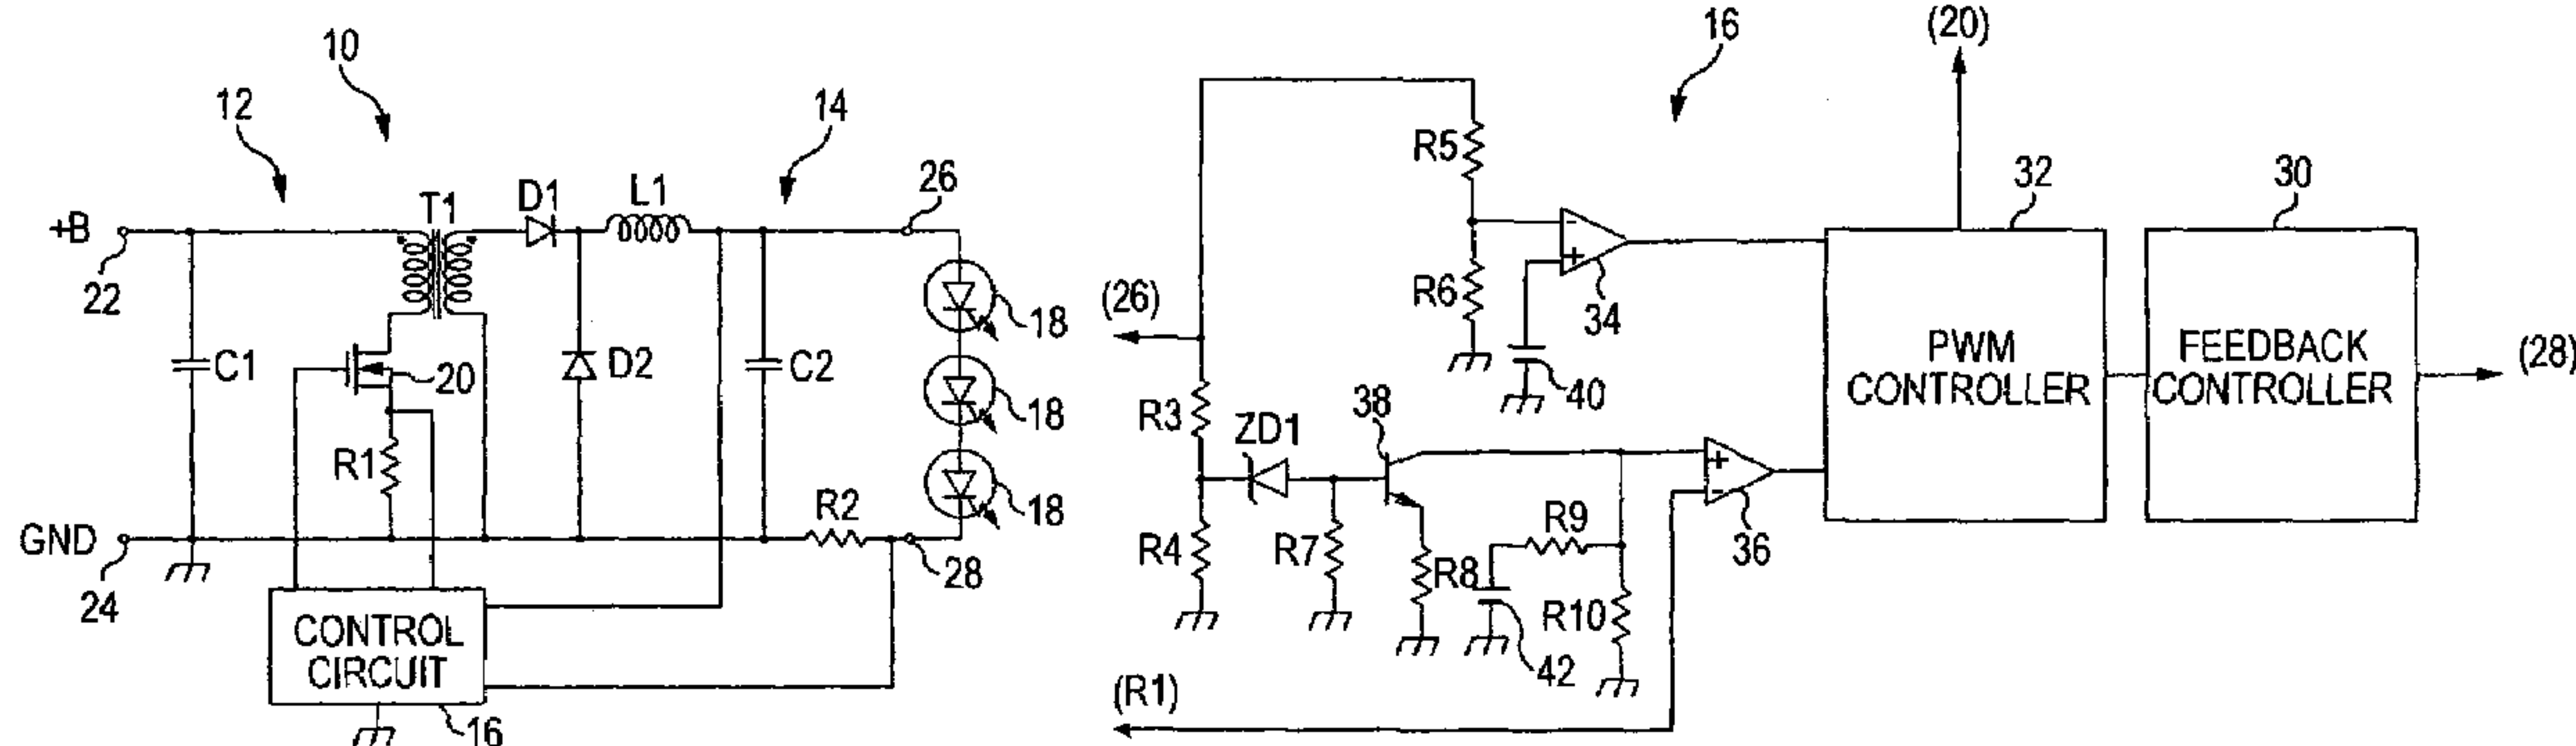 10
12
14
T1
D1
L1
26
+B
22
C1
20
D2
C2
18
18
18
R1
R2
GND
24
28
CONTROL
CIRCUIT
16
16
(20)
R5
-
+
34
R6
40
32
30
(26)
PWM
CONTROLLER
FEEDBACK
CONTROLLER
(28)
R3
ZD1
38
+
-
36
R4
R7
R8
R9
R10
42
(R1)